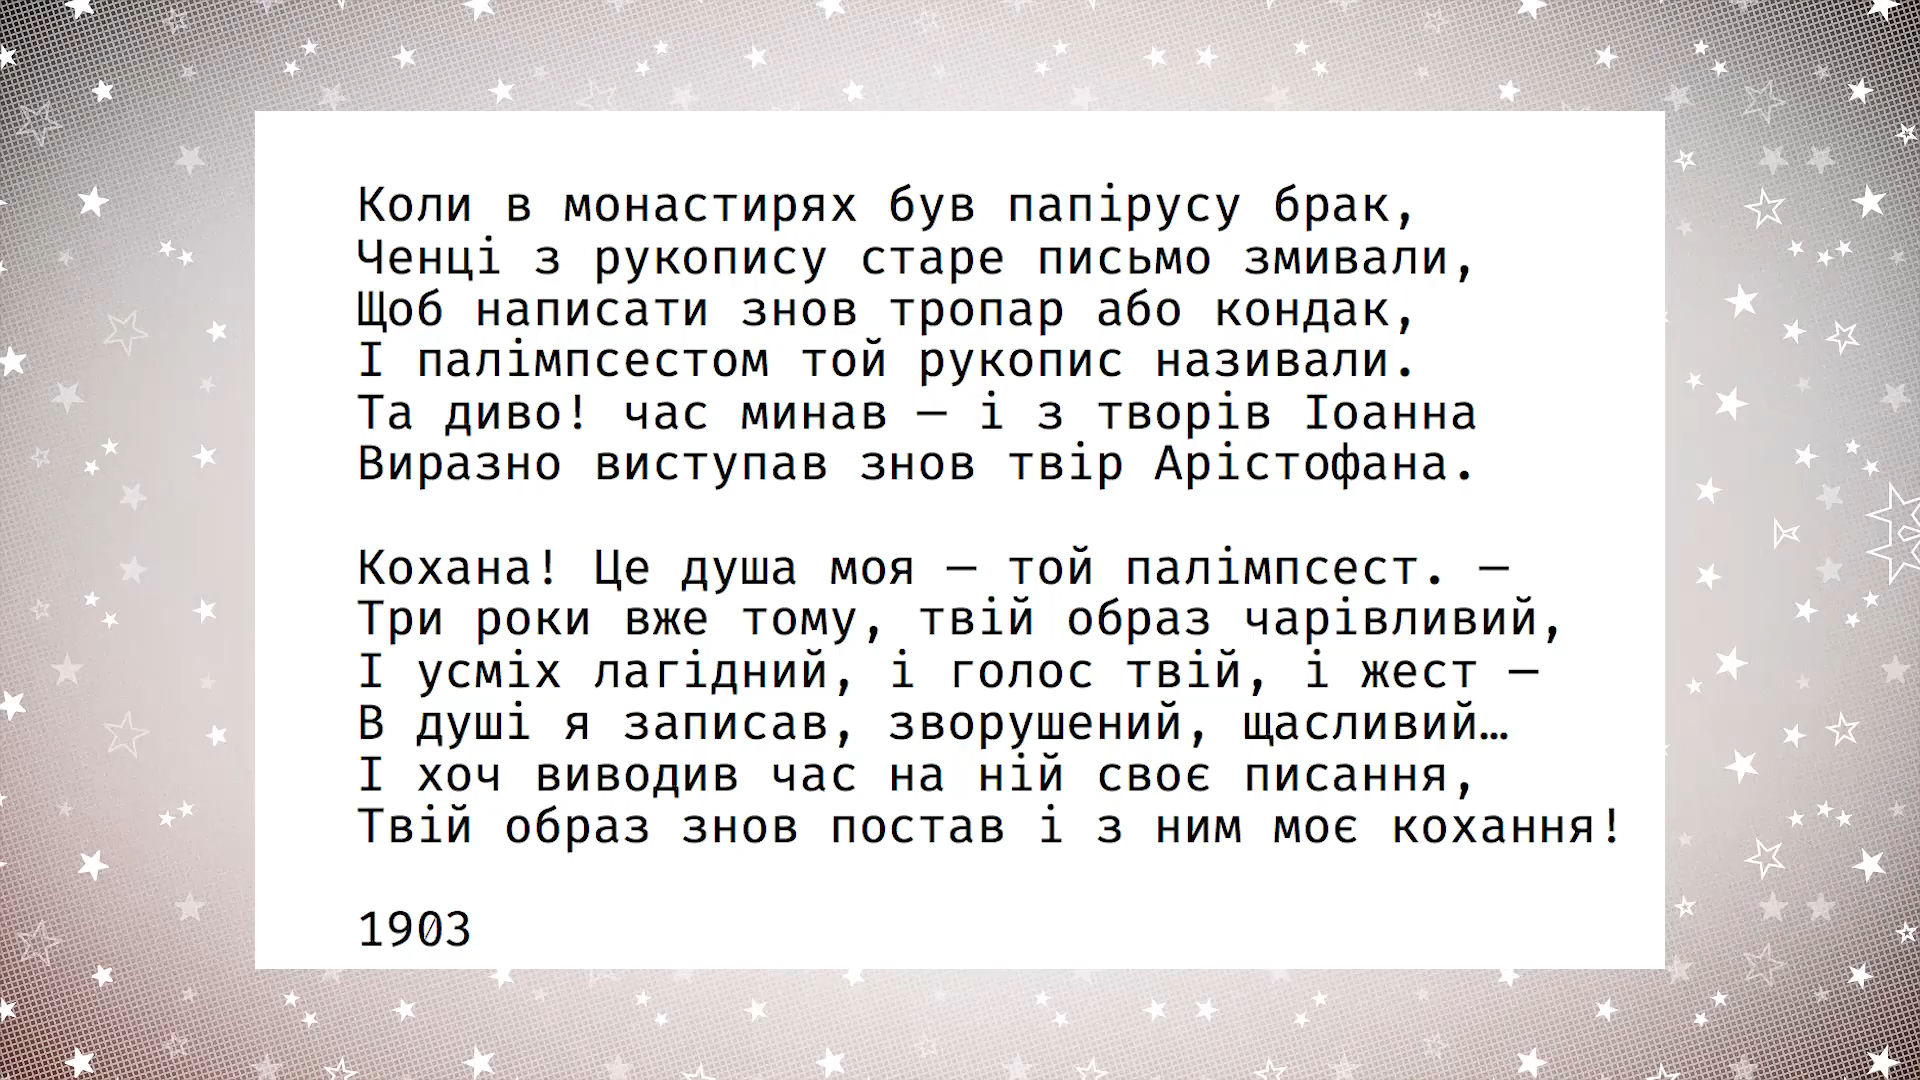 Коли в монастирях був папірусу брак,
Ченці з рукопису старе письмо змивали,
Щоб написати знов тропар або кондак,
І палімпсестом той рукопис називали.
Та диво! час минав — і з творів Іоанна
Виразно виступав знов твір Арістофана.
Кохана! Це душа моя — той палімпсест. —
Три роки вже тому, твій образ чарівливий,
І усміх лагідний, і голос твій, і жест —
В душі я записав, зворушений, щасливий…
І хоч виводив час на ній своє писання,
Твій образ знов постав і з ним моє кохання!
1903